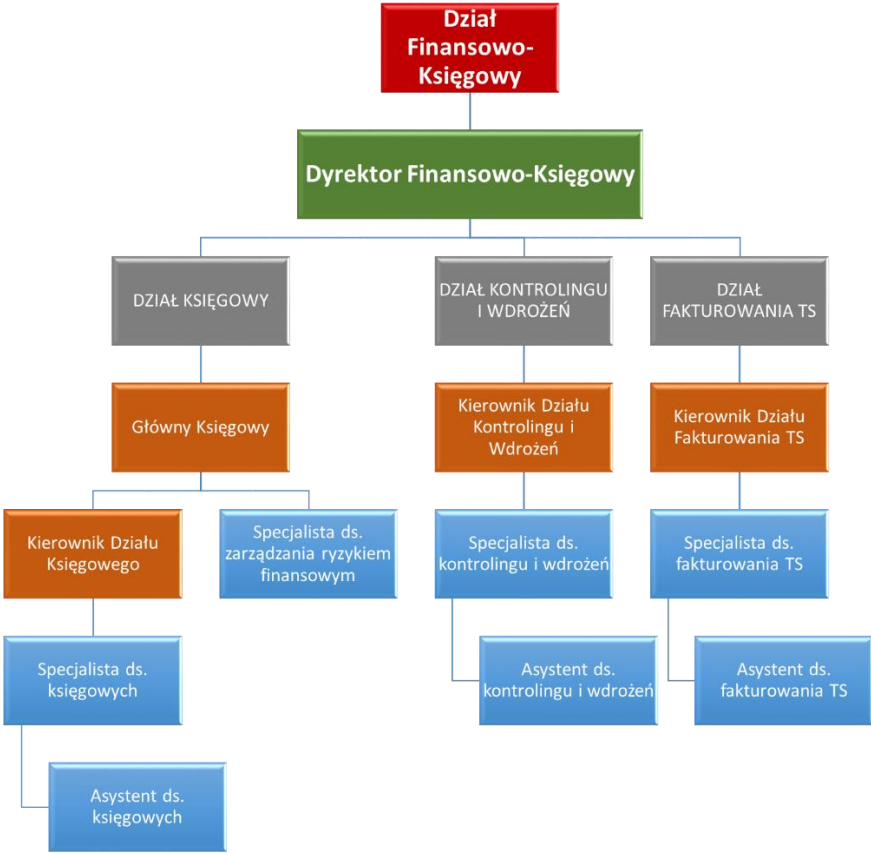 Dział
Finansowo-
Księgowy
Dyrektor Finansowo-Księgowy
DZIAŁ KSIĘGOWY
DZIAŁ KONTROLINGU
I WDROŻEŃ
DZIAŁ
FAKTUROWANIA TS
Główny Księgowy
Kierownik Działu
Kontrolingu i
Wdrożeń
Kierownik Działu
Fakturowania TS
Kierownik Działu
Księgowego
Specjalista ds.
zarządzania ryzykiem
finansowym
Specjalista ds.
kontrolingu i wdrożeń
Specjalista ds.
fakturowania TS
Specjalista ds.
księgowych
Asystent ds.
kontrolingu i wdrożeń
Asystent ds.
fakturowania TS
Asystent ds.
księgowych